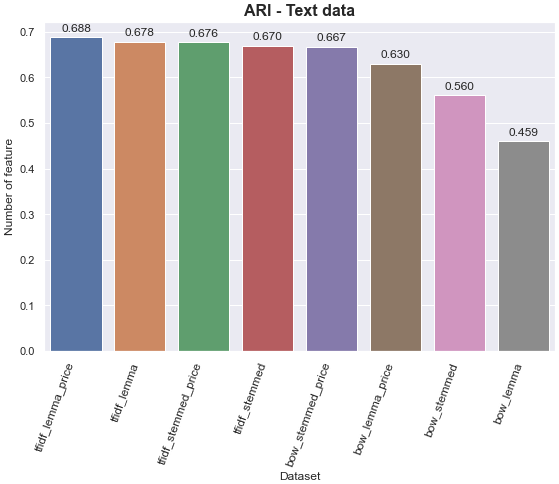 ARI - Text data
0.688
0.678
0.676
0.670
0.667
0.630
0.560
0.459
0.7
0.6
0.5
0.4
0.3
0.2
0.1
0.0
Number of feature
tfidf_lemma_price
tfidf_lemma
tfidf_stemmed_price
tfidf_stemmed
bow_stemmed_price
bow_lemma_price
bow_stemmed
bow_lemma
Dataset